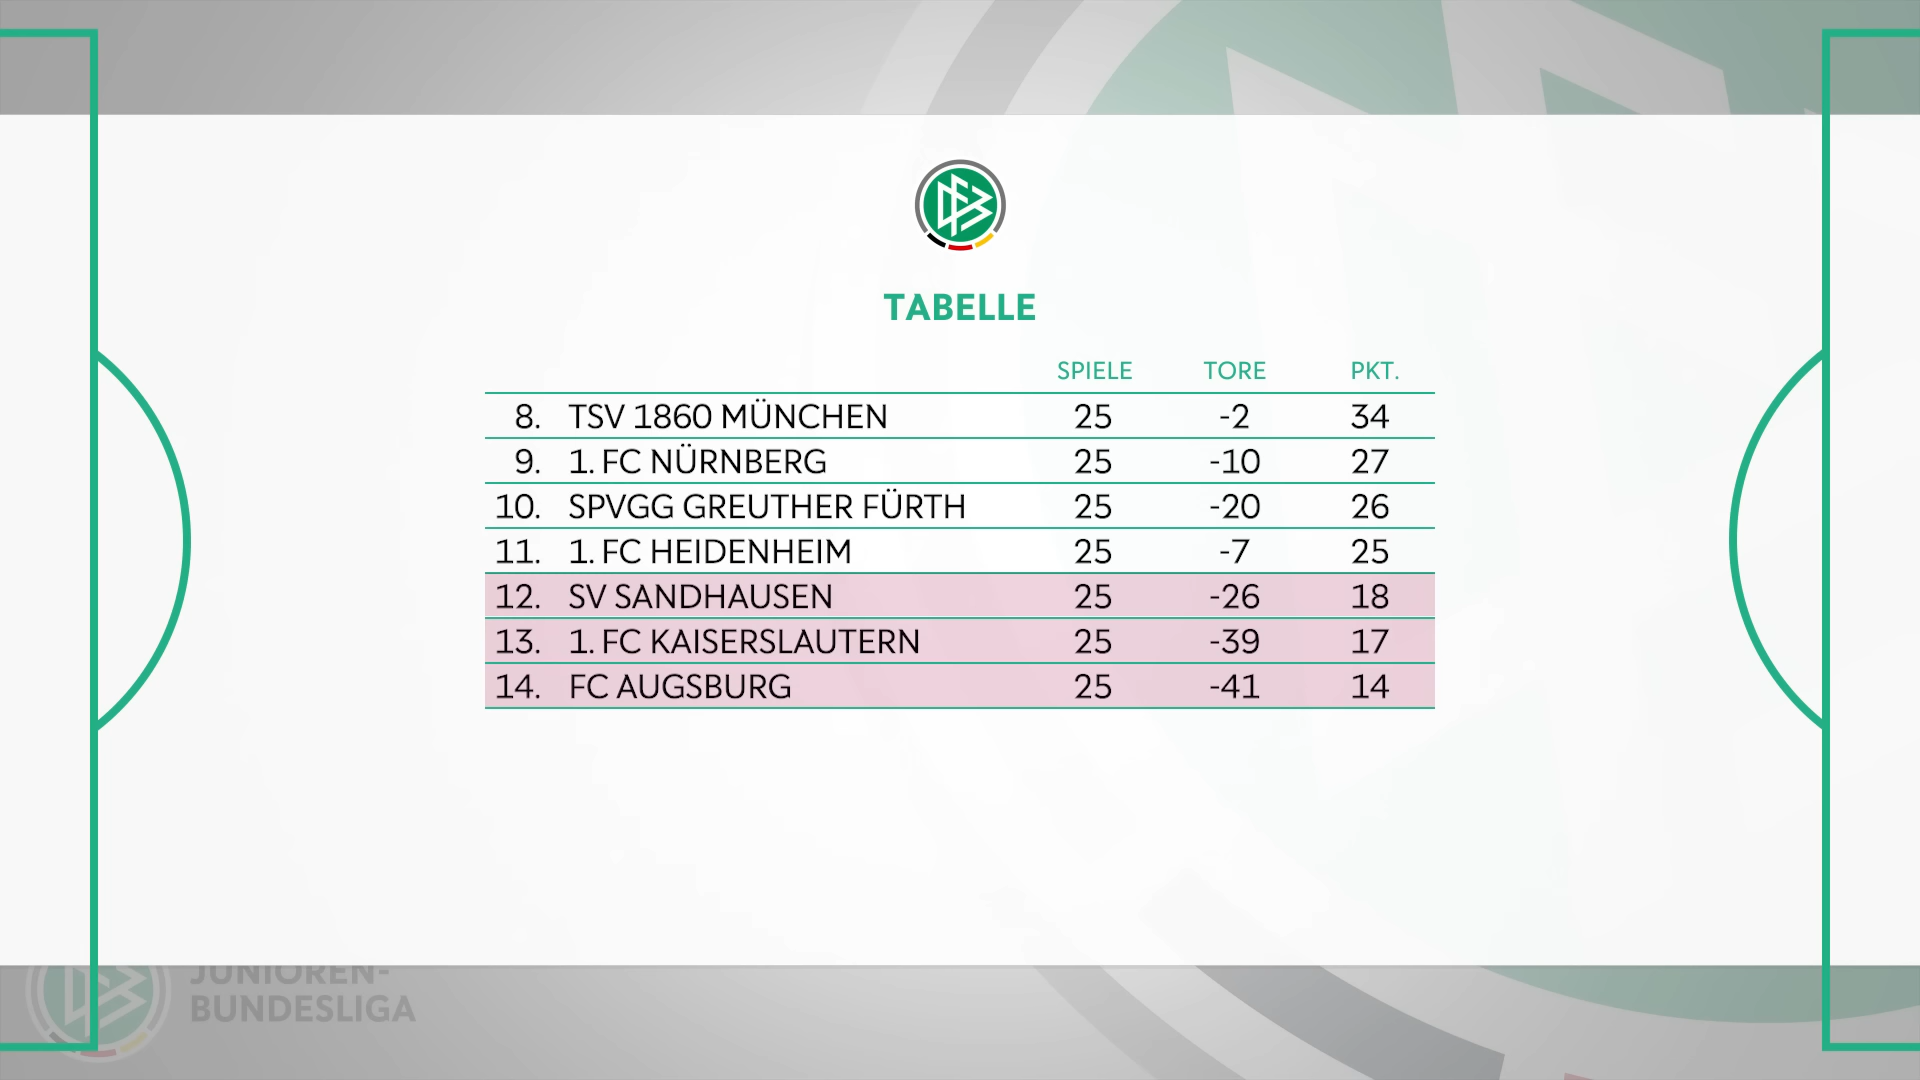 TABELLE
SPIELE TORE PKT.
8. TSV 1860 MÜNCHEN 25 -2 34
9. 1. FC NÜRNBERG 25 -10 27
10. SPVGG GREUTHER FÜRTH 25 -20 26
11. 1. FC HEIDENHEIM 25 -7 25
12. SV SANDHAUSEN 25 -26 18
13. 1. FC KAISERSLAUTERN 25 -39 17
14. FC AUGSBURG 25 -41 14
JUNIOREN-
BUNDESLIGA